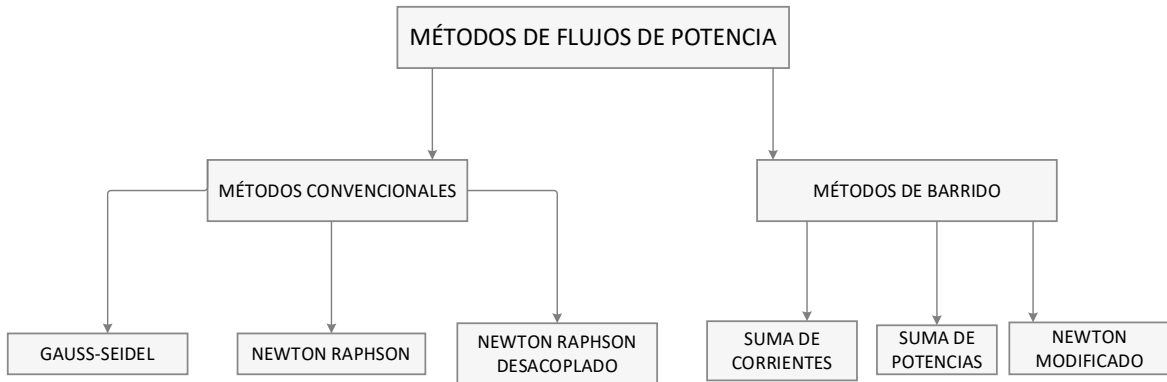 MÉTODOS DE FLUJOS DE POTENCIA
MÉTODOS CONVENCIONALES
MÉTODOS DE BARRIDO
GAUSS-SEIDEL
NEWTON RAPHSON
NEWTON RAPHSON
DESACOPLADO
SUMA DE
CORRIENTES
SUMA DE
POTENCIAS
NEWTON
MODIFICADO